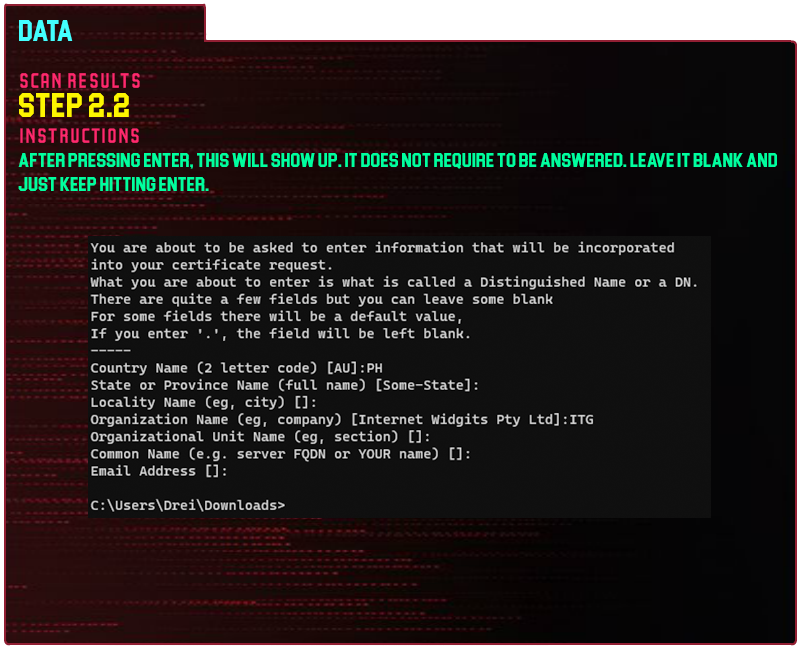 DATA
SCAN RESULTS
STEP 2.2
INSTRUCTIONS
AFTER PRESSING ENTER, THIS WILL SHOW UP. IT DOES NOT REQUIRE TO BE ANSWERED. LEAVE IT BLANK AND
JUST KEEP HITTING ENTER.
You are about to be asked to enter information that will be incorporated
into your certificate request.
What you are about to enter is what is called a Distinguished Name or a DN.
There are quite a few fields but you can leave some blank
For some fields there will be a default value,
If you enter '.', the field will be left blank.
-----
Country Name (2 letter code) [AU]:PH
State or Province Name (full name) [Some-State]:
Locality Name (eg, city) []:
Organization Name (eg, company) [Internet Widgits Pty Ltd]:ITG
Organizational Unit Name (eg, section) []:
Common Name (e.g. server FQDN or YOUR name) []:
Email Address []:
C:\Users\Drei\Downloads>